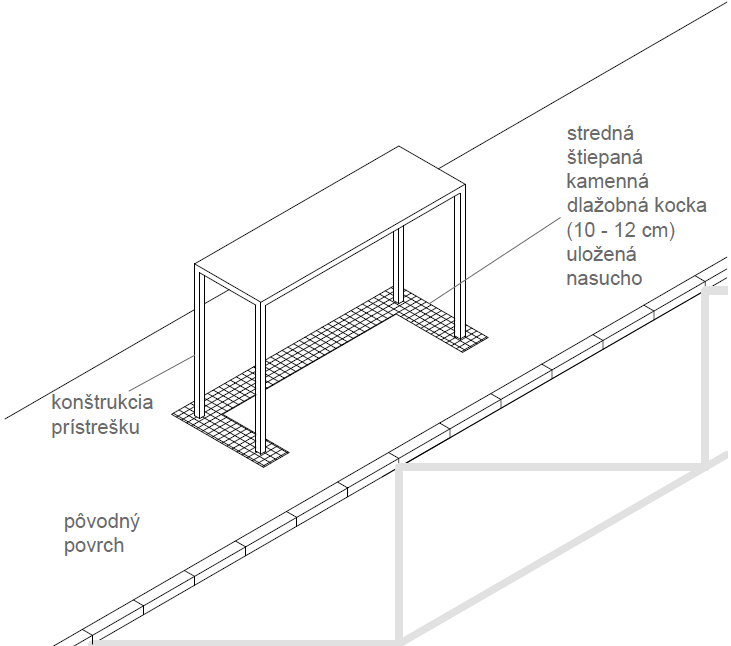 stredná
štiepaná
kamenná
dlažobná kocka
(10 - 12 cm)
uložená
nasucho
konštrukcia
prístrešku
pôvodný
povrch